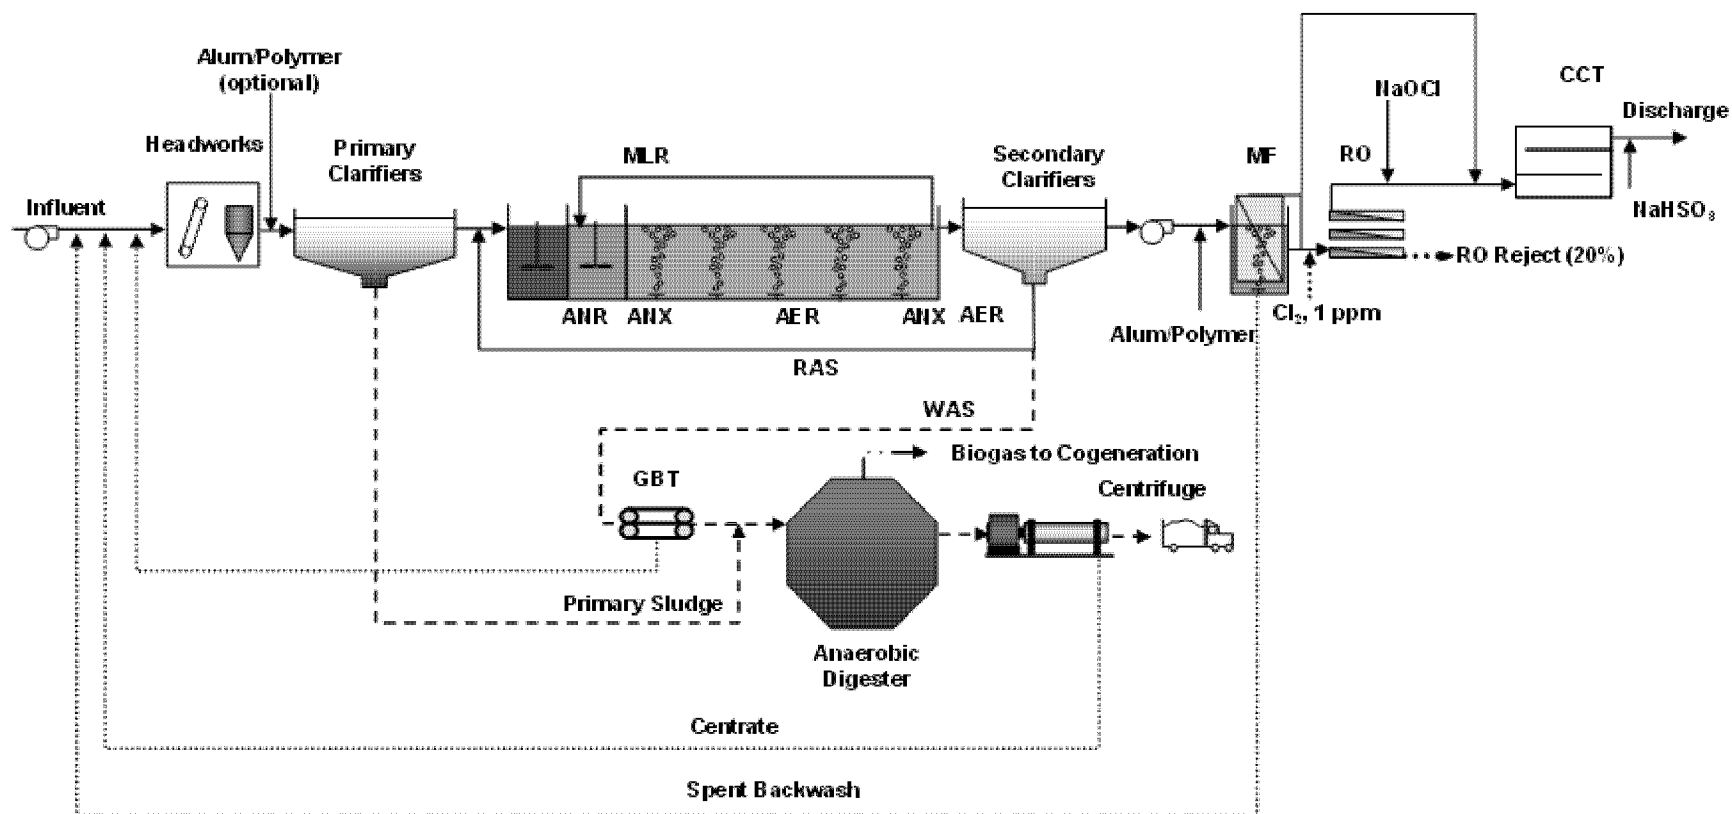 Alum/Polymer
(optional)
Headworks
Primary
Clarifiers
Influent
MLR
Secondary
Clarifiers
MF
RO
NaOCl
CCT
Discharge
NaHSO₃
RO Reject (20%)
Cl₂, 1 ppm
Alum/Polymer
ANR
ANX
AER
ANX
AER
RAS
WAS
Biogas to Cogeneration
GBT
Centrifuge
Primary Sludge
Anaerobic
Digester
Centrate
Spent Backwash